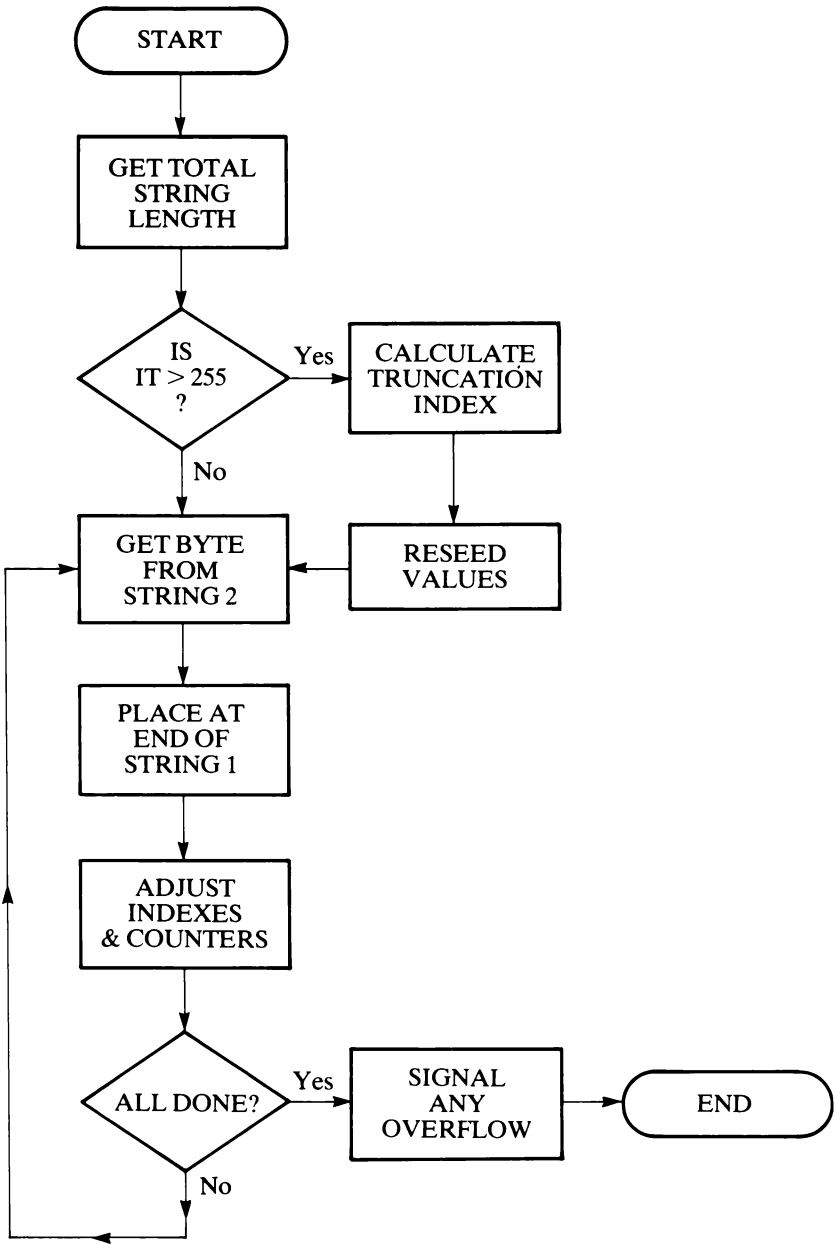 START
GET TOTAL
STRING
LENGTH
IS
IT > 255
?
Yes
CALCULATE
TRUNCATION
INDEX
No
GET BYTE
FROM
STRING 2
RESEED
VALUES
PLACE AT
END OF
STRING 1
ADJUST
INDEXES
& COUNTERS
ALL DONE?
Yes
SIGNAL
ANY
OVERFLOW
END
No